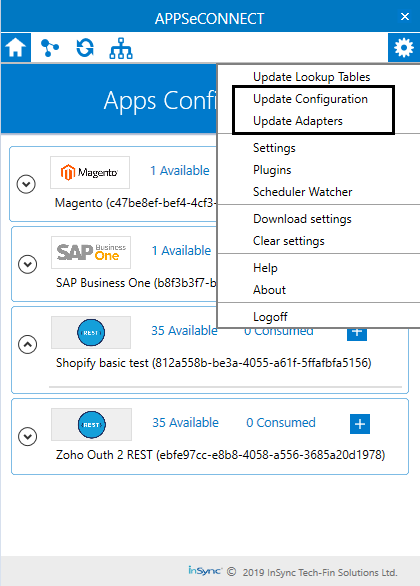 APPSeCONNECT
×
Apps Confi
Update Lookup Tables
Update Configuration
Update Adapters
Settings
Plugins
Scheduler Watcher
Download settings
Clear settings
Help
About
Logoff
Magento
1 Available
Magento (c47be8ef-bef4-4cf3-
SAP Business One
1 Available
SAP Business One (b8f3b3f7-b
REST
35 Available 0 Consumed +
Shopify basic test (812a558b-be3a-4055-a61f-5ffafbfa5156)
REST
35 Available 0 Consumed +
Zoho Outh 2 REST (ebfe97cc-e8b8-4058-a556-3685a20d1978)
InSync © 2019 InSync Tech-Fin Solutions Ltd.